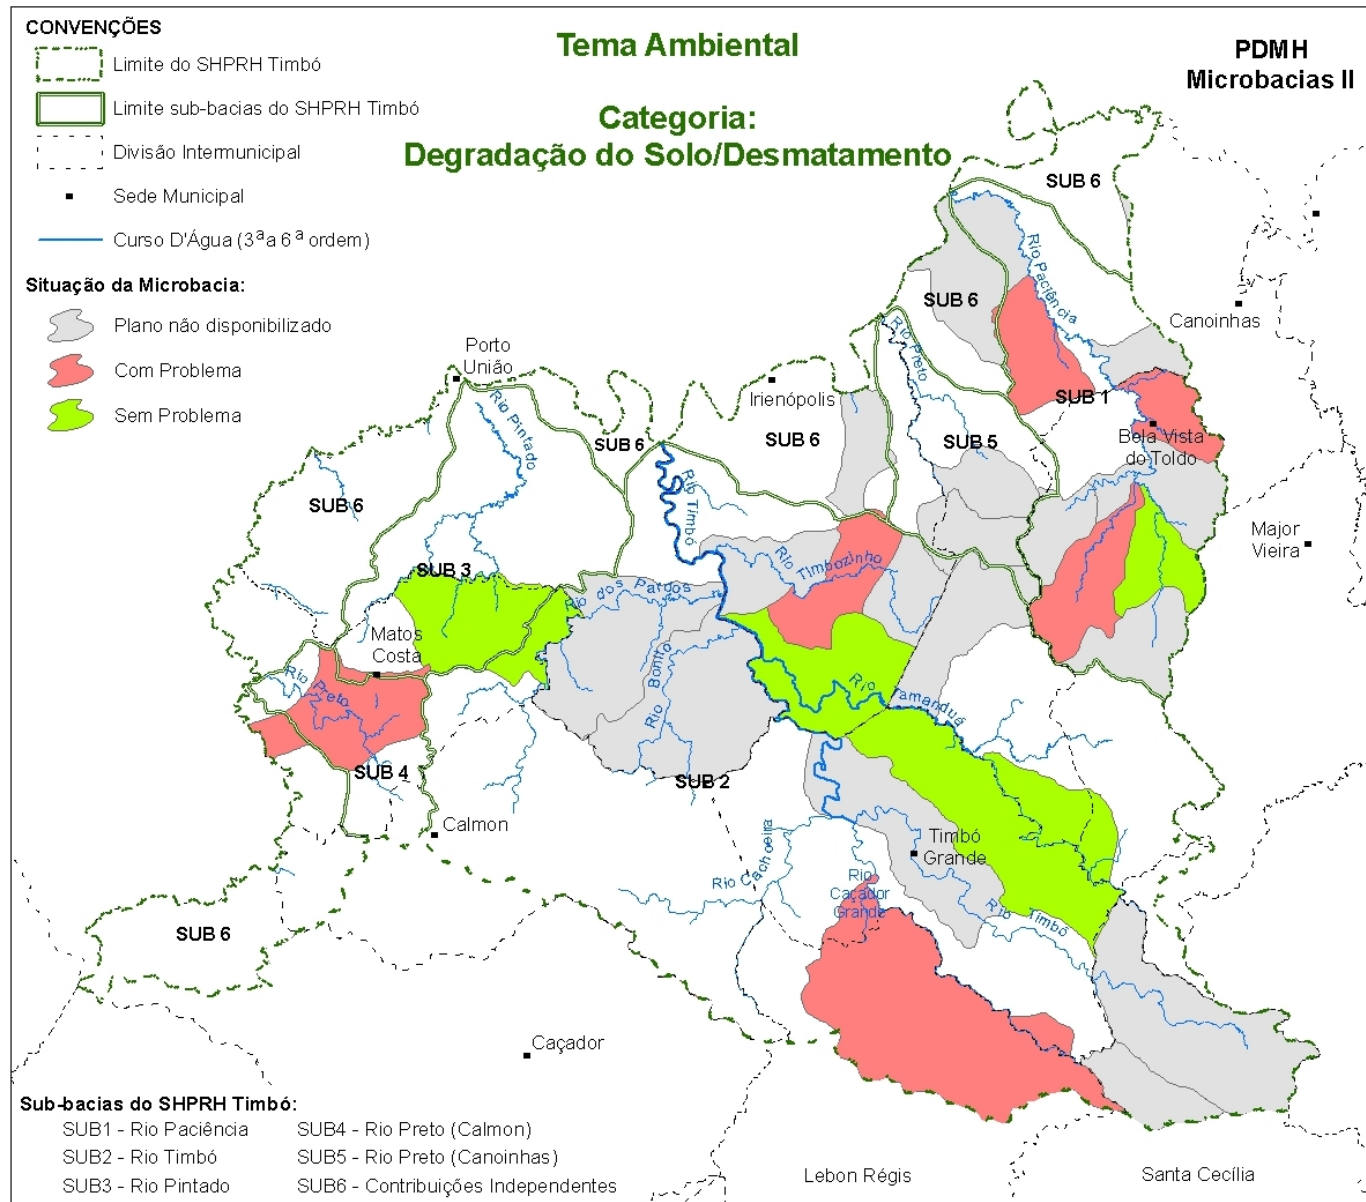 CONVENÇÕES
Limite do SHPRH Timbó
Limite sub-bacias do SHPRH Timbó
Divisão Intermunicipal
Sede Municipal
Curso D'Água (3ª a 6ª ordem)
Situação da Microbacia:
Plano não disponibilizado
Com Problema
Sem Problema
Tema Ambiental
Categoria:
Degradação do Solo/Desmatamento
PDMH
Microbacias II
SUB 6
Rio Paciência
Canoinhas
SUB 6
Rio Preto
Porto
União
Irienópolis
SUB 1
Rio Pintado
SUB 6
SUB 6
SUB 5
Bela Vista
do Toldo
SUB 6
Rio Timbó
Major
Vieira
SUB 3
Rio Timbozinho
Rio dos Pardos
Matos
Costa
Rio Bonito
Rio Preto
Rio Tamanduá
SUB 4
SUB 2
Calmon
Timbó
Grande
Rio Cachoeira
Rio
Caçador
Grande
Rio Timbó
SUB 6
Caçador
Sub-bacias do SHPRH Timbó:
SUB1 - Rio Paciência
SUB2 - Rio Timbó
SUB3 - Rio Pintado
SUB4 - Rio Preto (Calmon)
SUB5 - Rio Preto (Canoinhas)
SUB6 - Contribuições Independentes
Lebon Régis
Santa Cecília